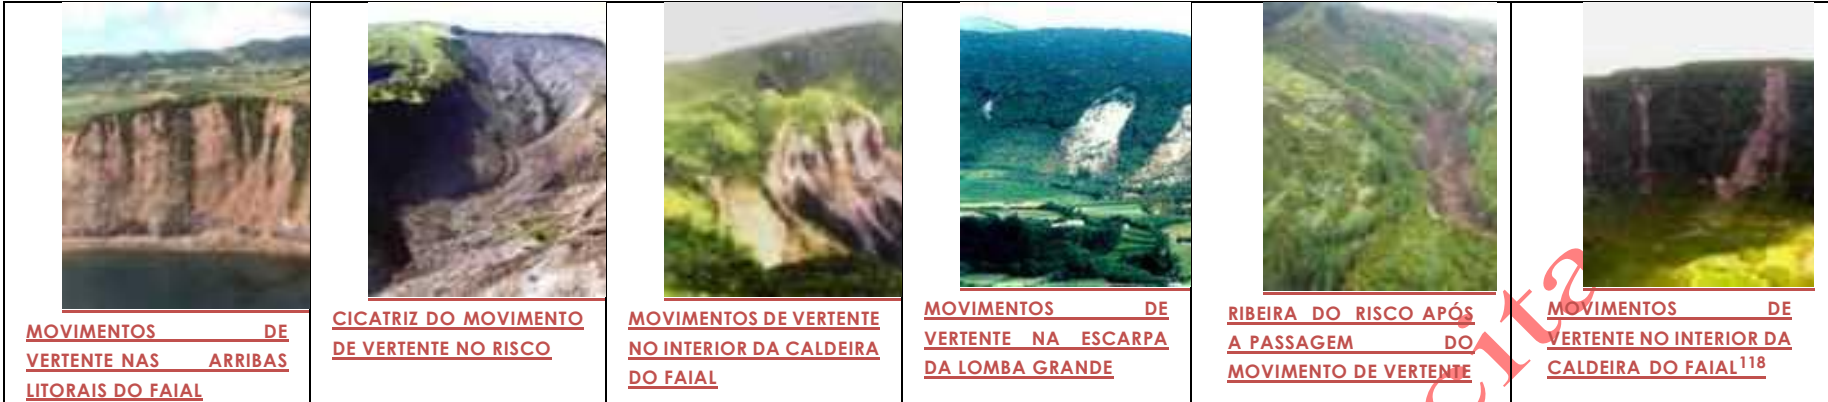 MOVIMENTOS DE
VERTENTE NAS ARRIBAS
LITORAIS DO FAIAL
CICATRIZ DO MOVIMENTO
DE VERTENTE NO RISCO
MOVIMENTOS DE VERTENTE
NO INTERIOR DA CALDEIRA
DO FAIAL
MOVIMENTOS DE
VERTENTE NA ESCARPA
DA LOMBA GRANDE
RIBEIRA DO RISCO APÓS
A PASSAGEM DO
MOVIMENTO DE VERTENTE
MOVIMENTOS DE
VERTENTE NO INTERIOR DA
CALDEIRA DO FAIAL118
cita